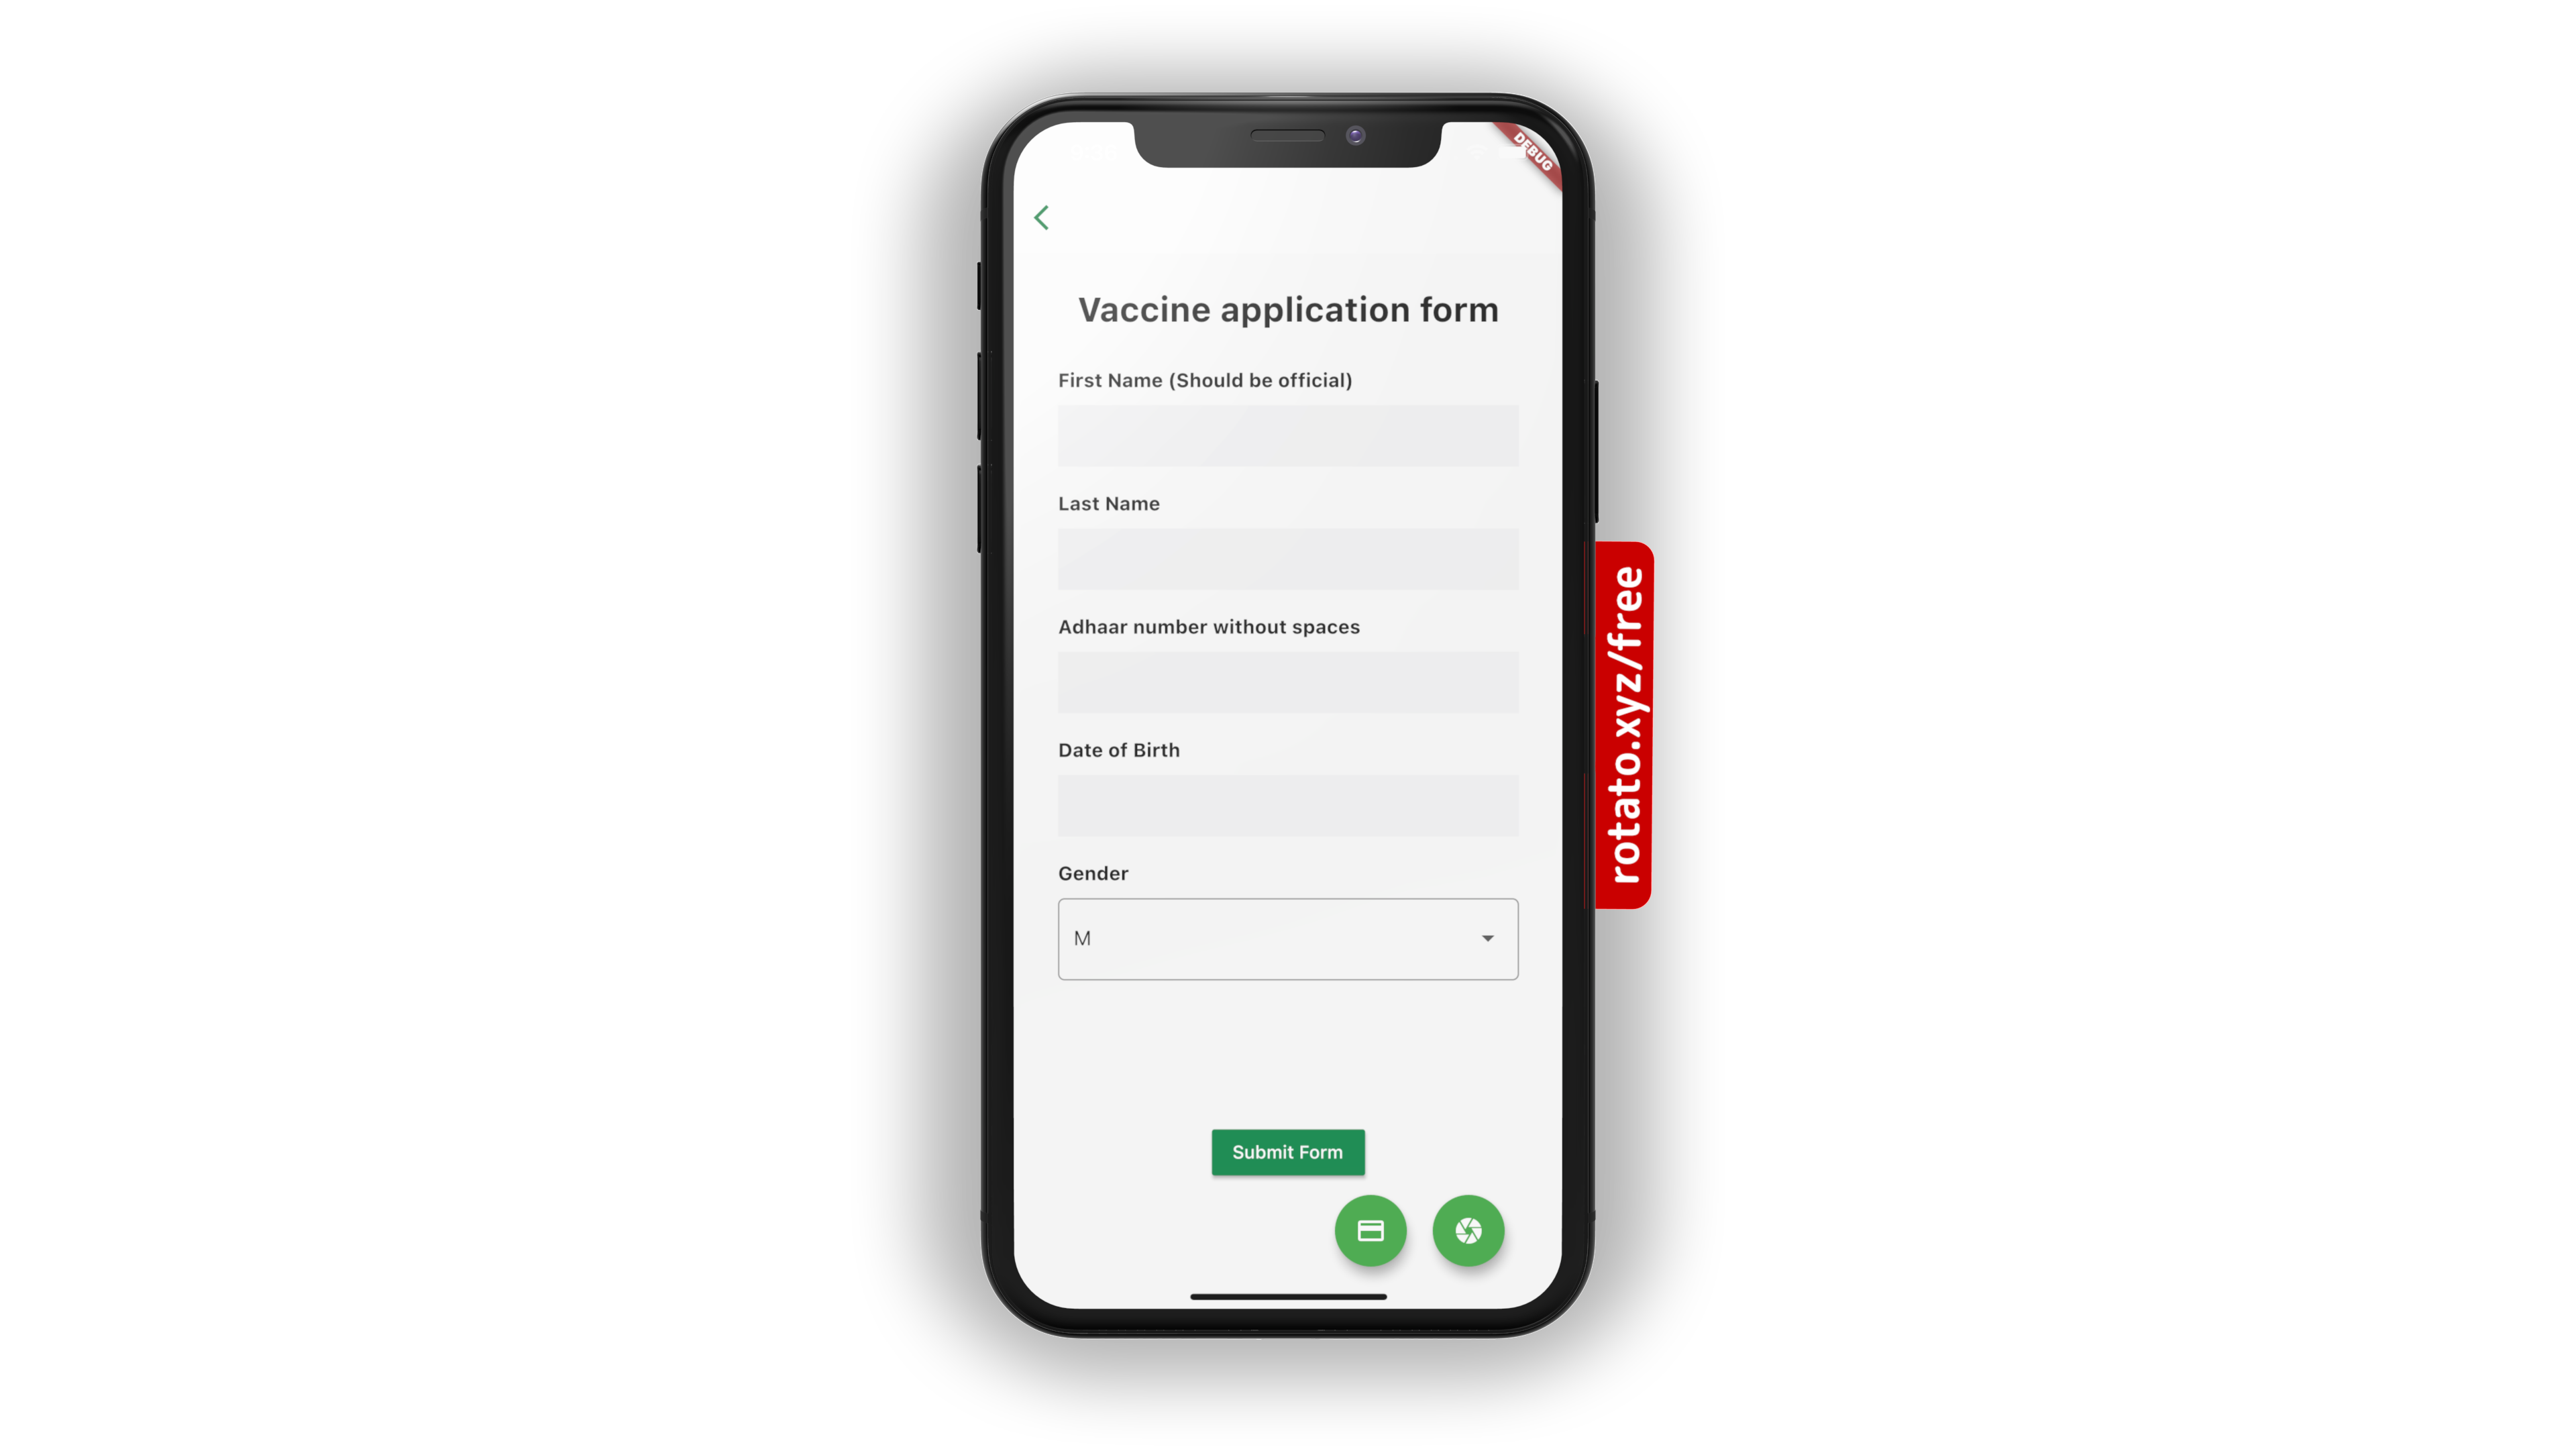 DEBUG
Vaccine application form
First Name (Should be official)
Last Name
Adhaar number without spaces
Date of Birth
Gender
M
Submit Form
rotato.xyz/free